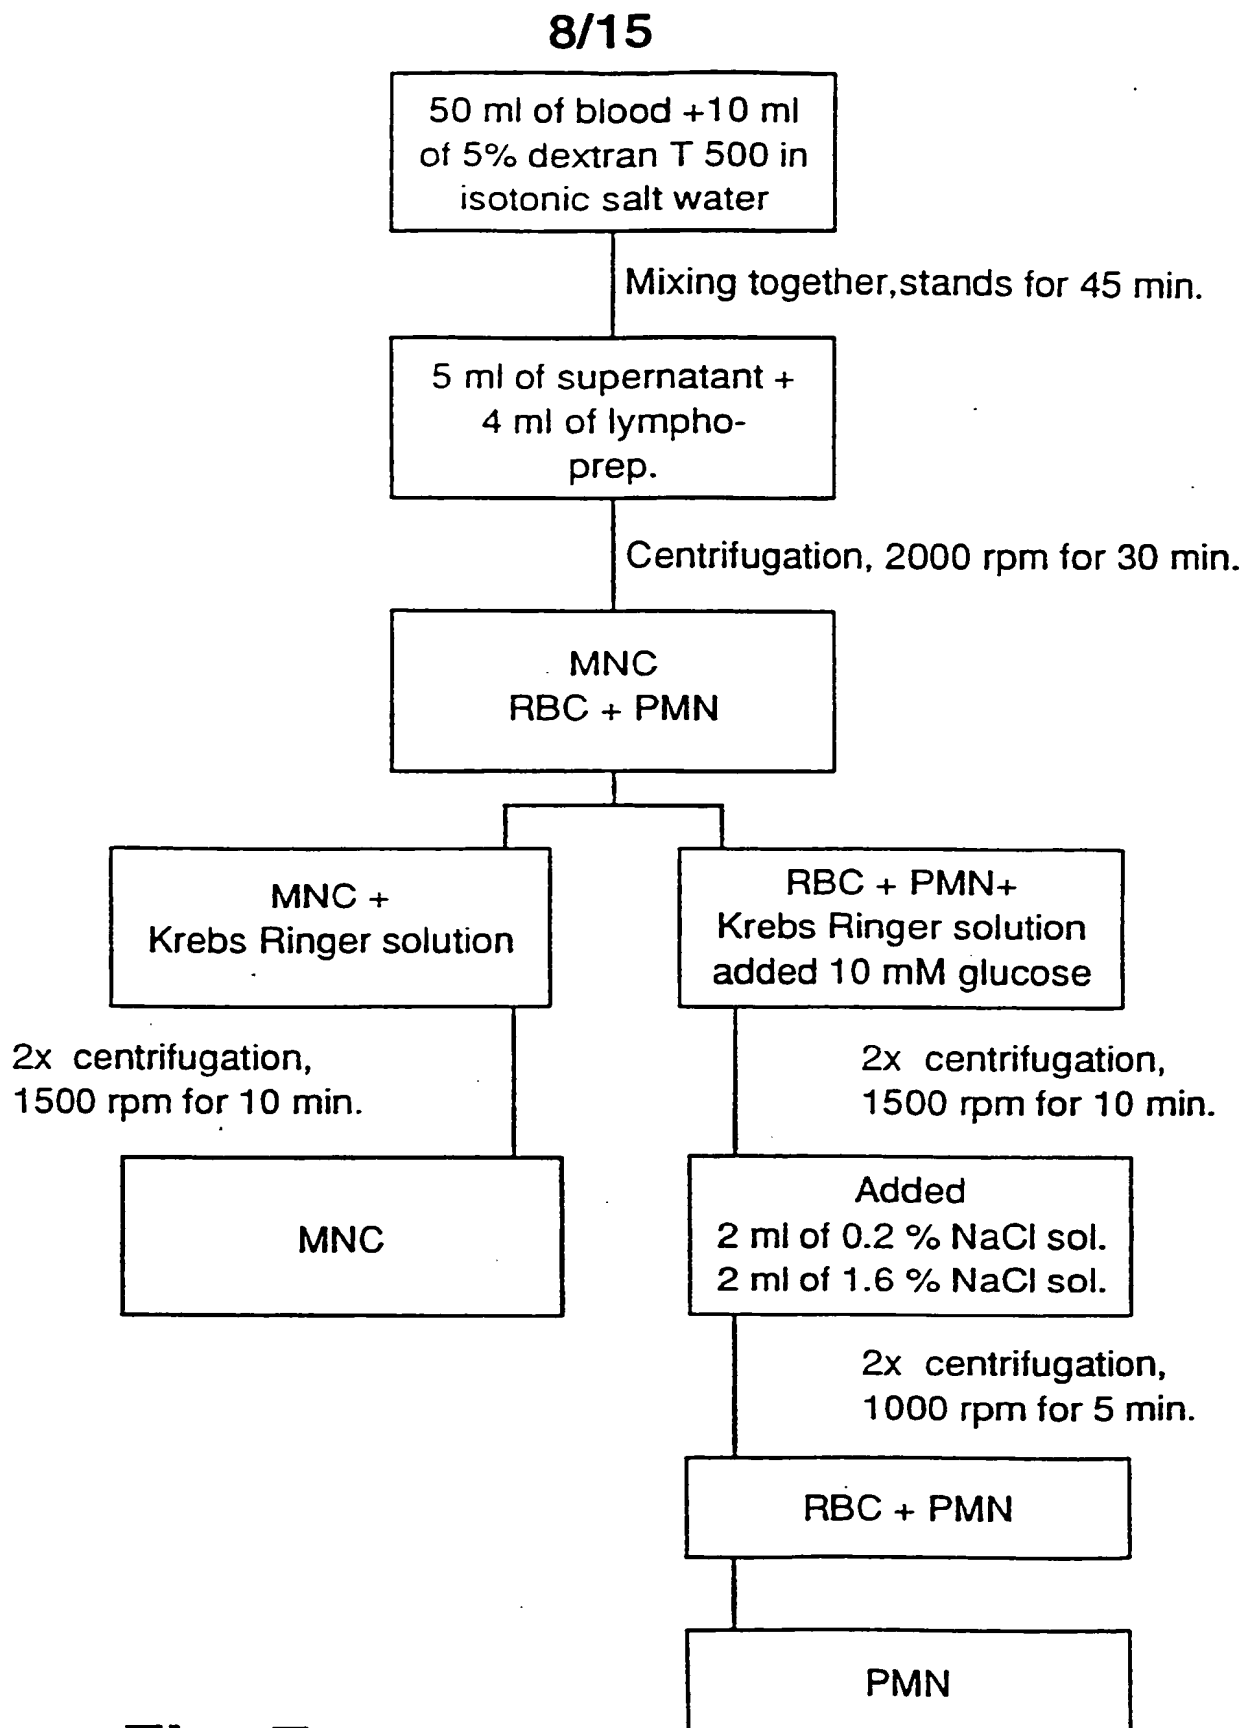 8/15
50 ml of blood +10 ml
of 5% dextran T 500 in
isotonic salt water
Mixing together,stands for 45 min.
5 ml of supernatant +
4 ml of lympho-
prep.
Centrifugation, 2000 rpm for 30 min.
MNC
RBC + PMN
MNC +
Krebs Ringer solution
RBC + PMN+
Krebs Ringer solution
added 10 mM glucose
2x centrifugation,
1500 rpm for 10 min.
2x centrifugation,
1500 rpm for 10 min.
MNC
Added
2 ml of 0.2 % NaCl sol.
2 ml of 1.6 % NaCl sol.
2x centrifugation,
1000 rpm for 5 min.
RBC + PMN
PMN